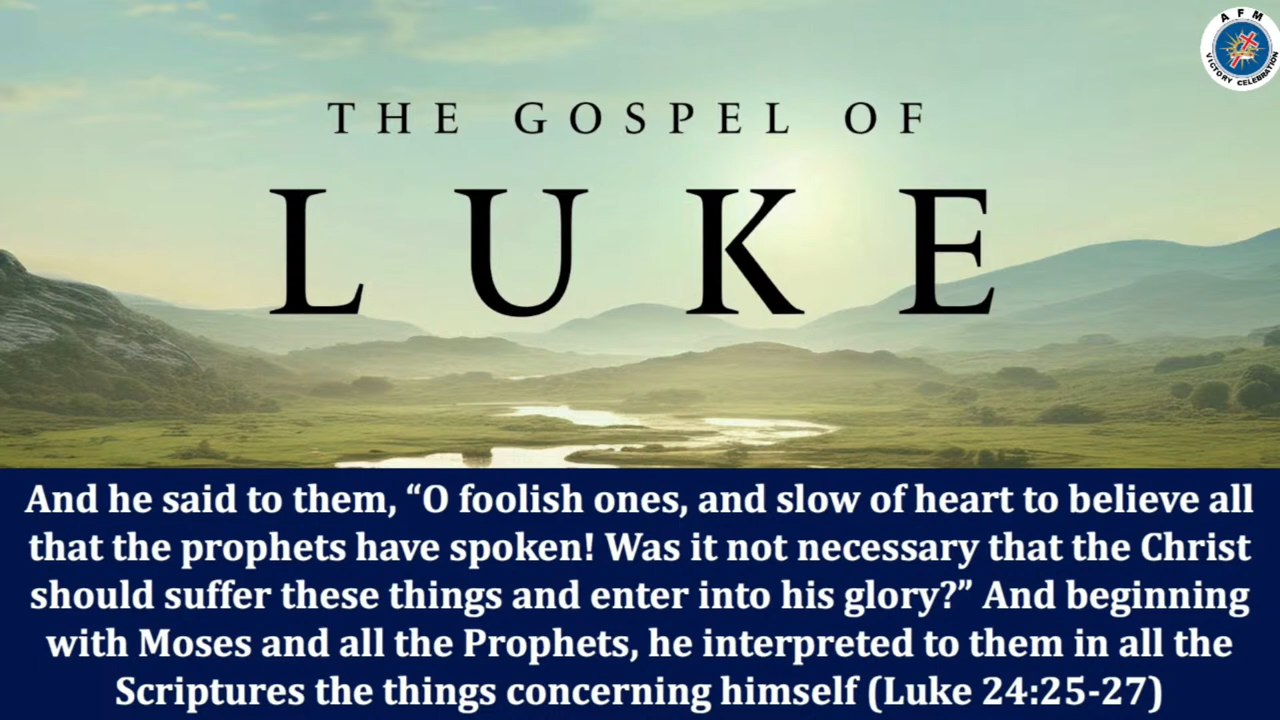 AFM
VICTORY CELEBRATION
THE GOSPEL OF
LUKE
And he said to them, “O foolish ones, and slow of heart to believe all
that the prophets have spoken! Was it not necessary that the Christ
should suffer these things and enter into his glory?” And beginning
with Moses and all the Prophets, he interpreted to them in all the
Scriptures the things concerning himself (Luke 24:25-27)